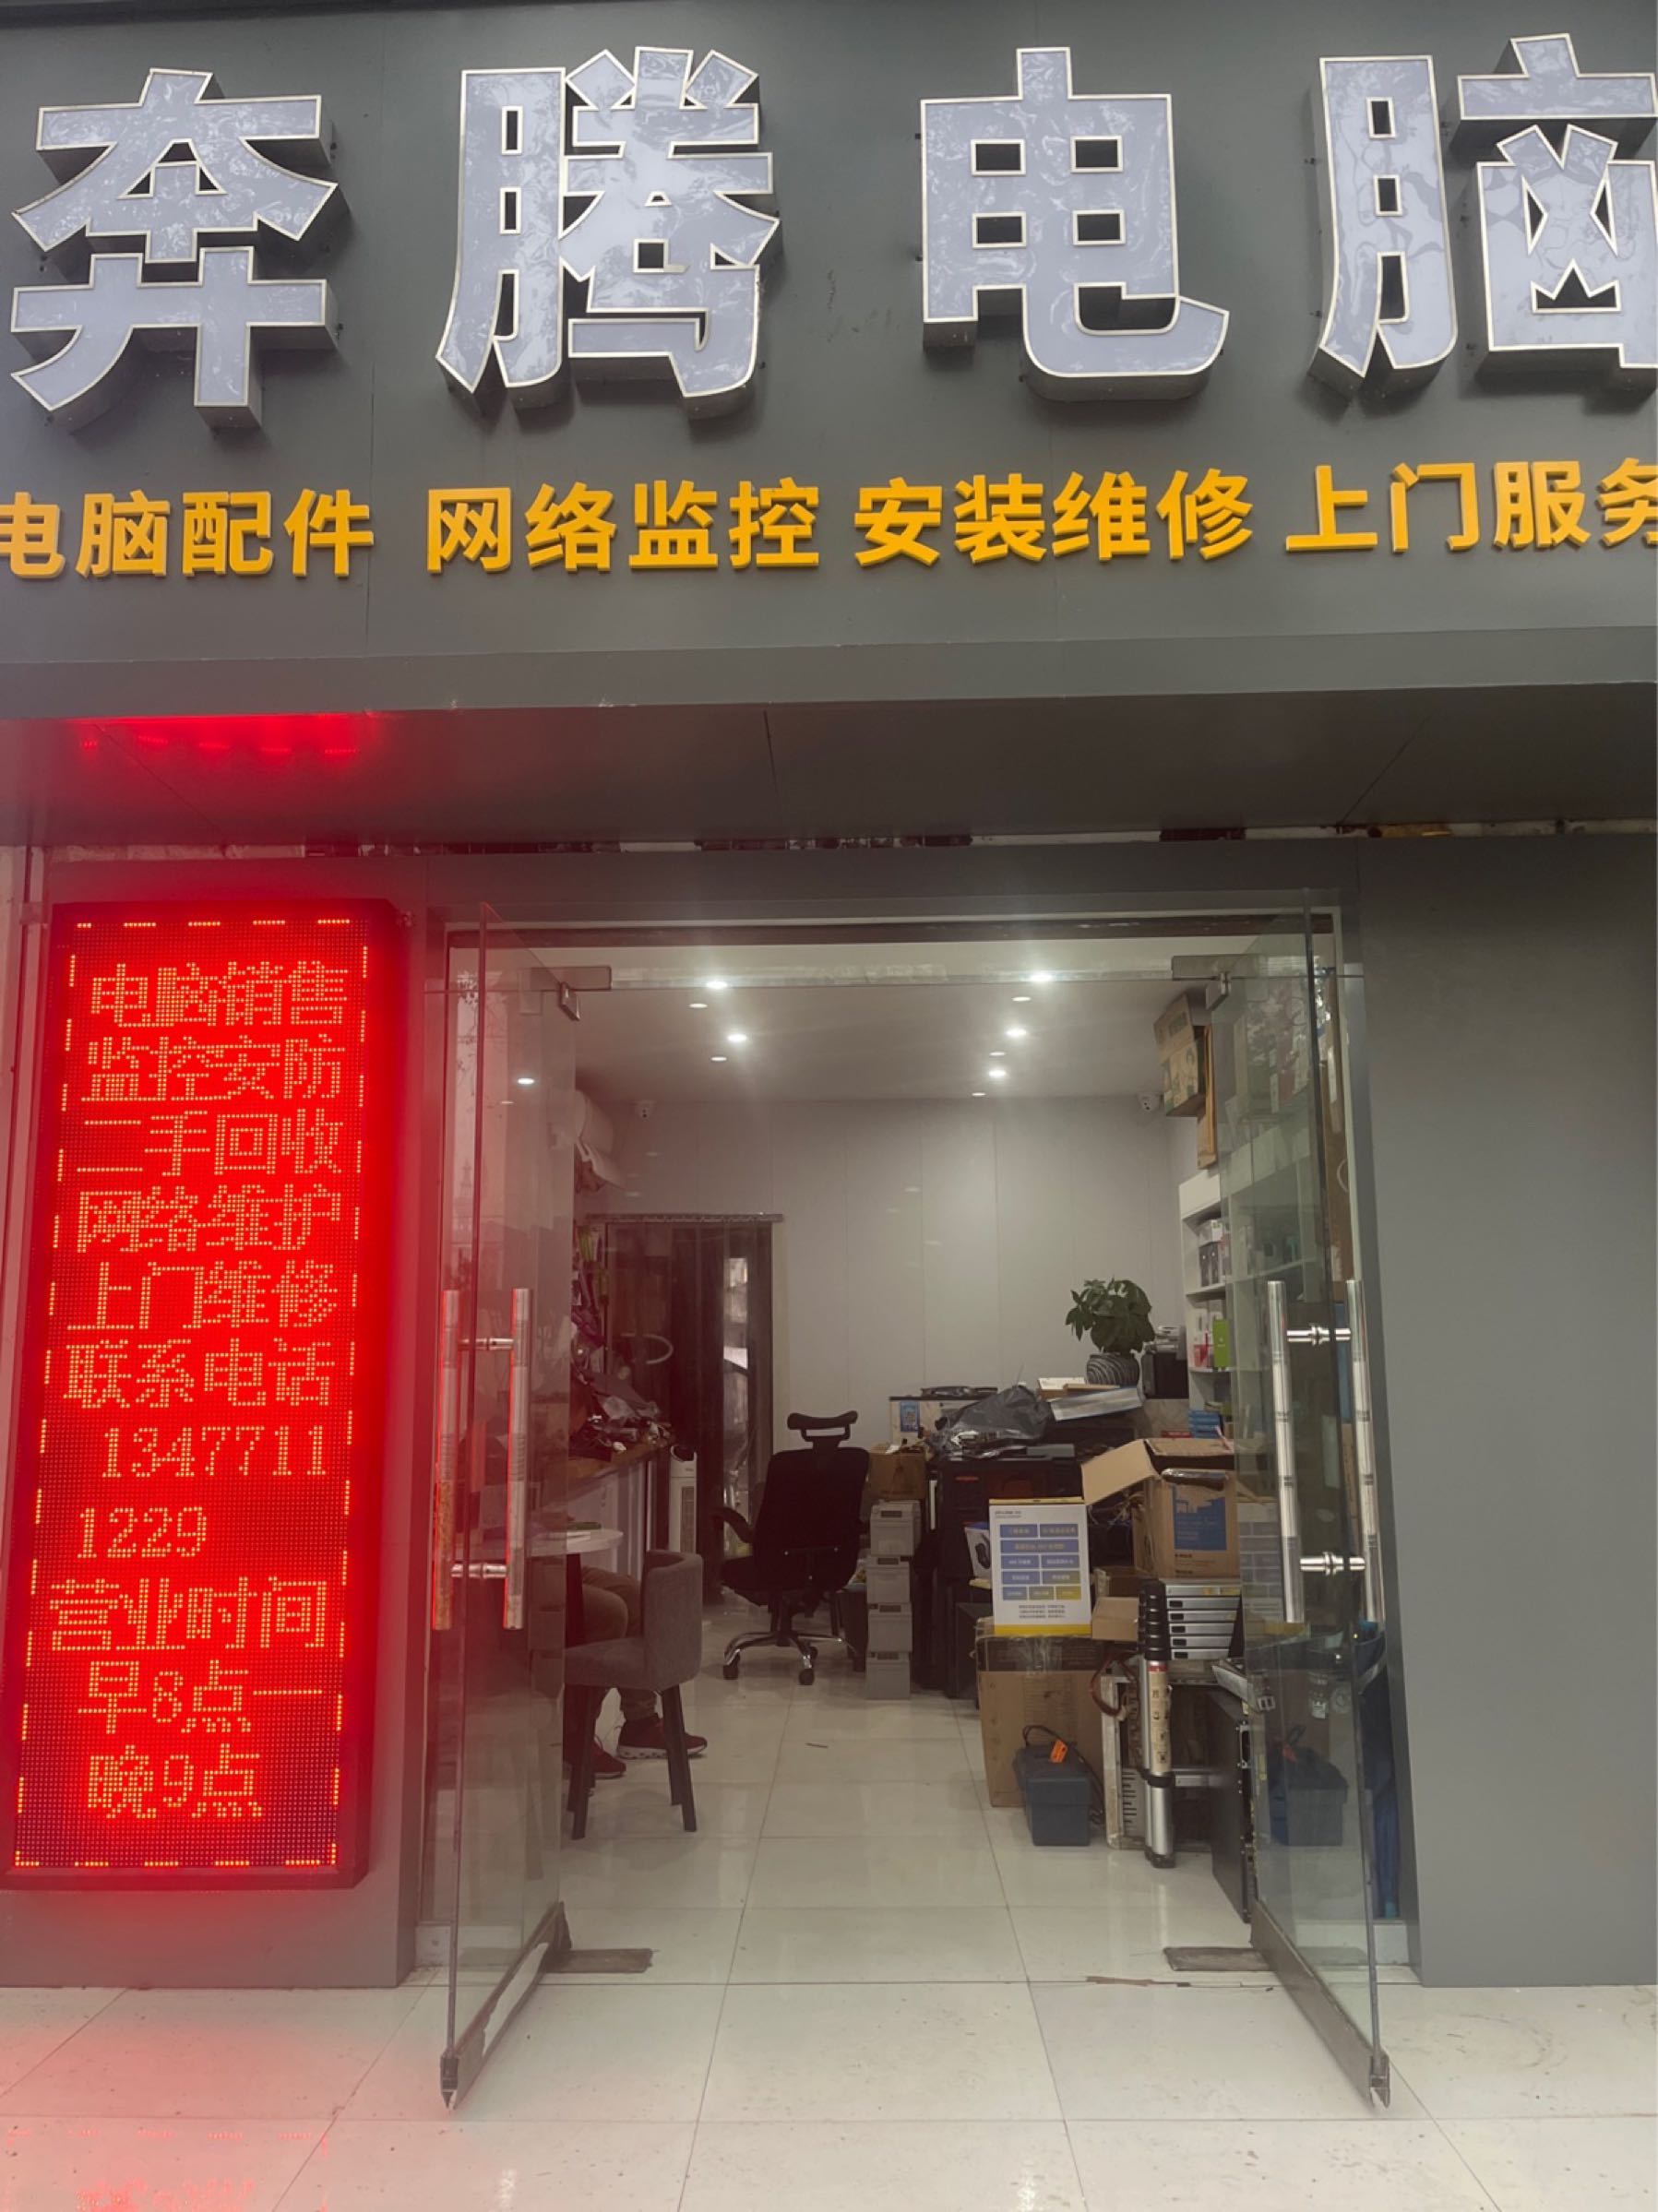 奔腾电脑
电脑配件 网络监控 安装维修 上门服务
电脑销售
监控安防
二手回收
网络维护
上门维修
联系电话
1347711
1229
营业时间
早8点一
晚9点